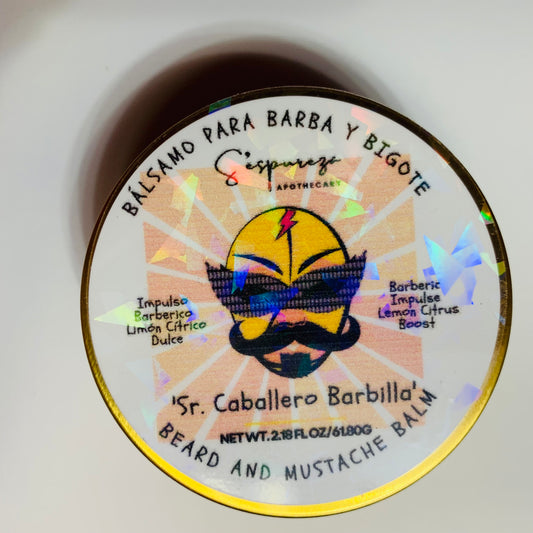 BÁLSAMO PARA BARBA Y BIGOTE
S'espurezo
APOTHECARY
Impulso
Barberico
Limón Cítrico
Dulce
Barberic
Impulse
Lemon Citrus
Boost
'Sr. Caballero Barbilla'
NET WT. 2.18 FL OZ/61.80G
BEARD AND MUSTACHE BALM